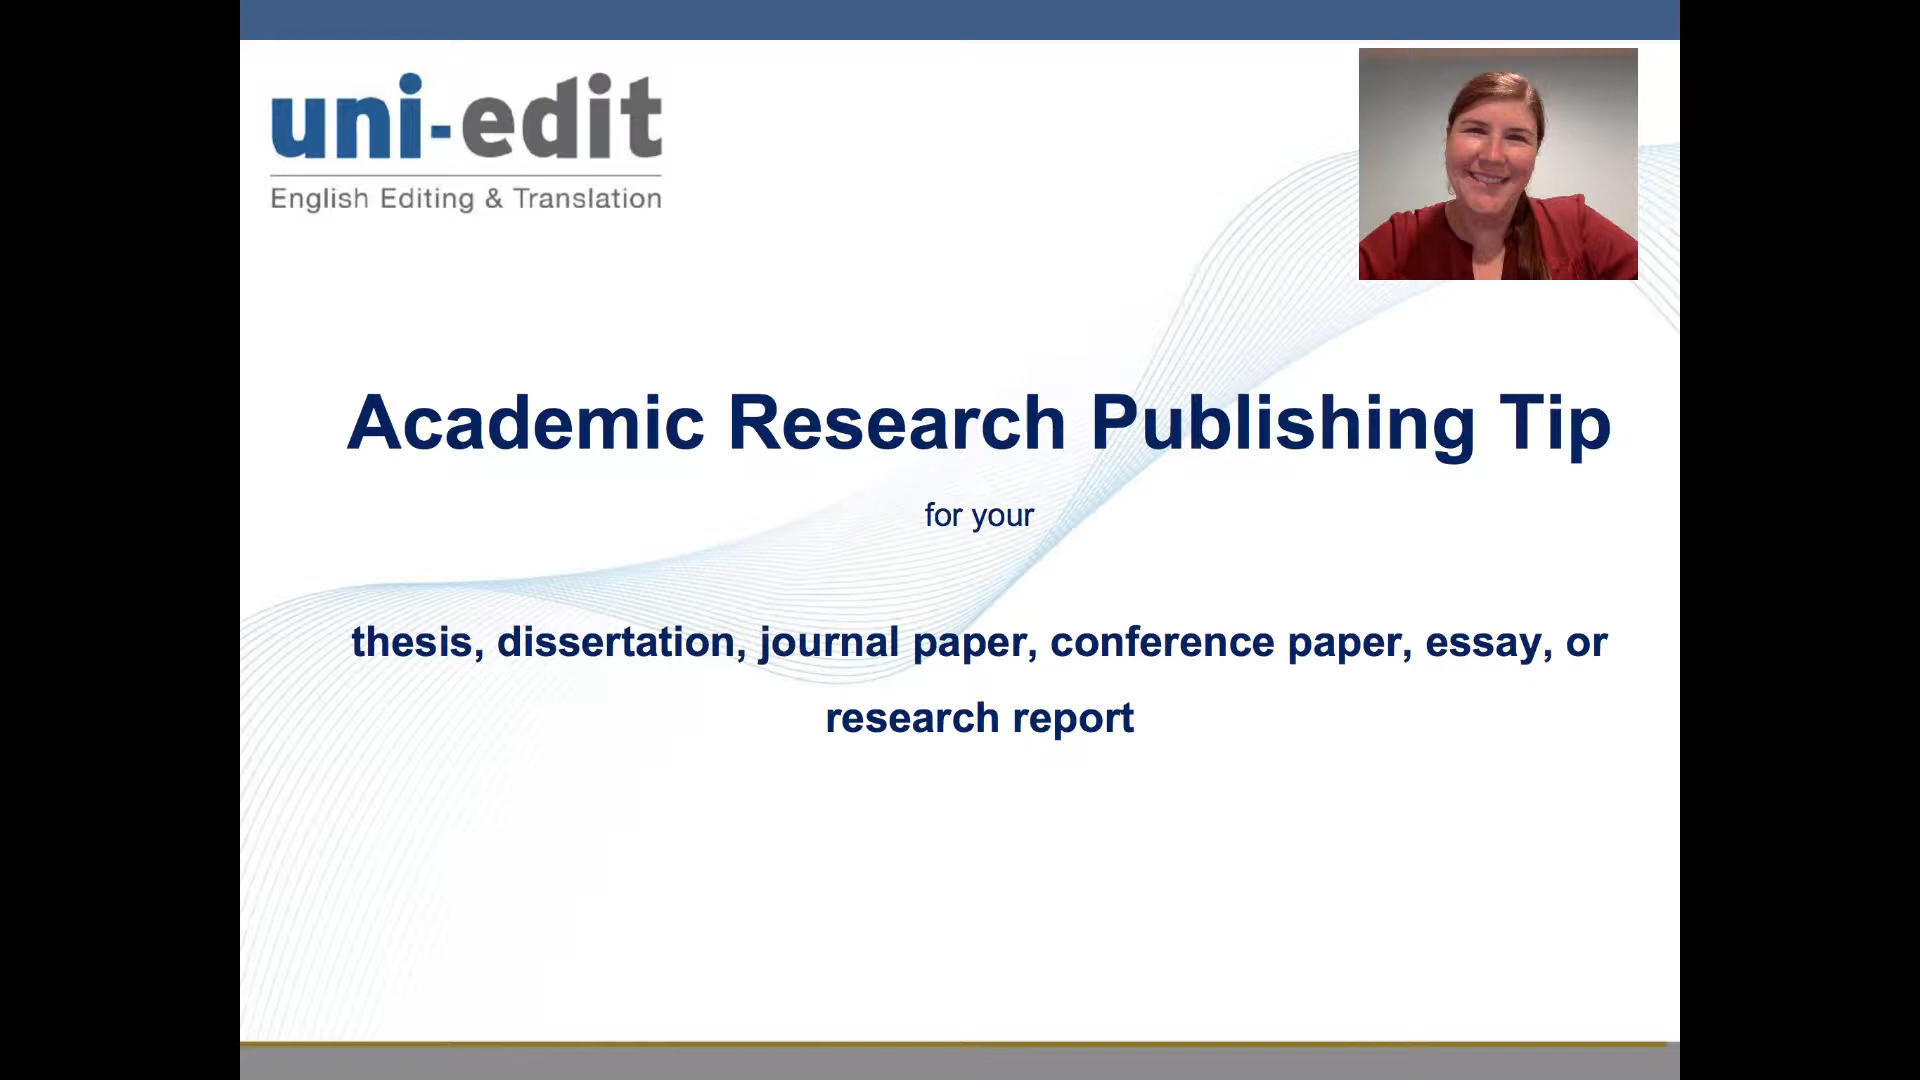 uni-edit
English Editing & Translation
Academic Research Publishing Tip
for your
thesis, dissertation, journal paper, conference paper, essay, or
research report